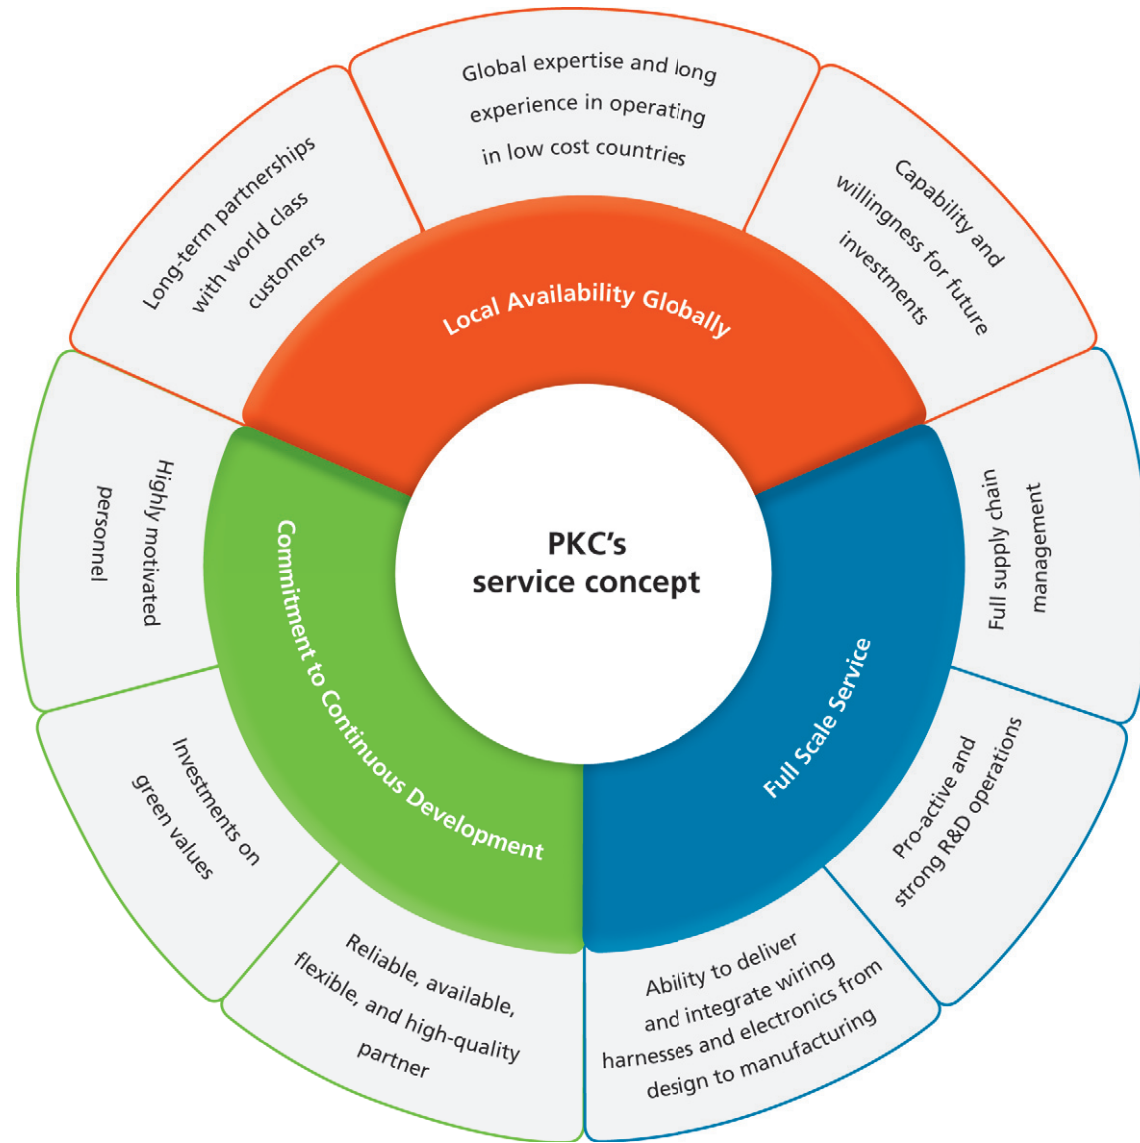 PKC’s
service concept
Local Availability Globally
Long-term partnerships
with world class
customers
Global expertise and long
experience in operating
in low cost countries
Capability and
willingness for future
investments
Full Scale Service
Full supply chain
management
Pro-active and
strong R&D operations
Ability to deliver
and integrate wiring
harnesses and electronics from
design to manufacturing
Commitment to Continuous Development
Reliable, available,
flexible, and high-quality
partner
Investments on
green values
Highly motivated
personnel